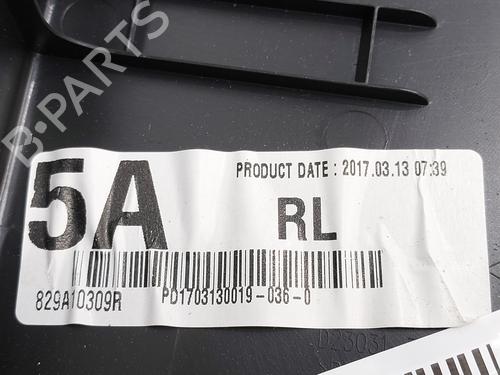 B-PARTS
5A
PRODUCT DATE : 2017.03.13 07:39
RL
829A10309R
PD1703130019-036-0